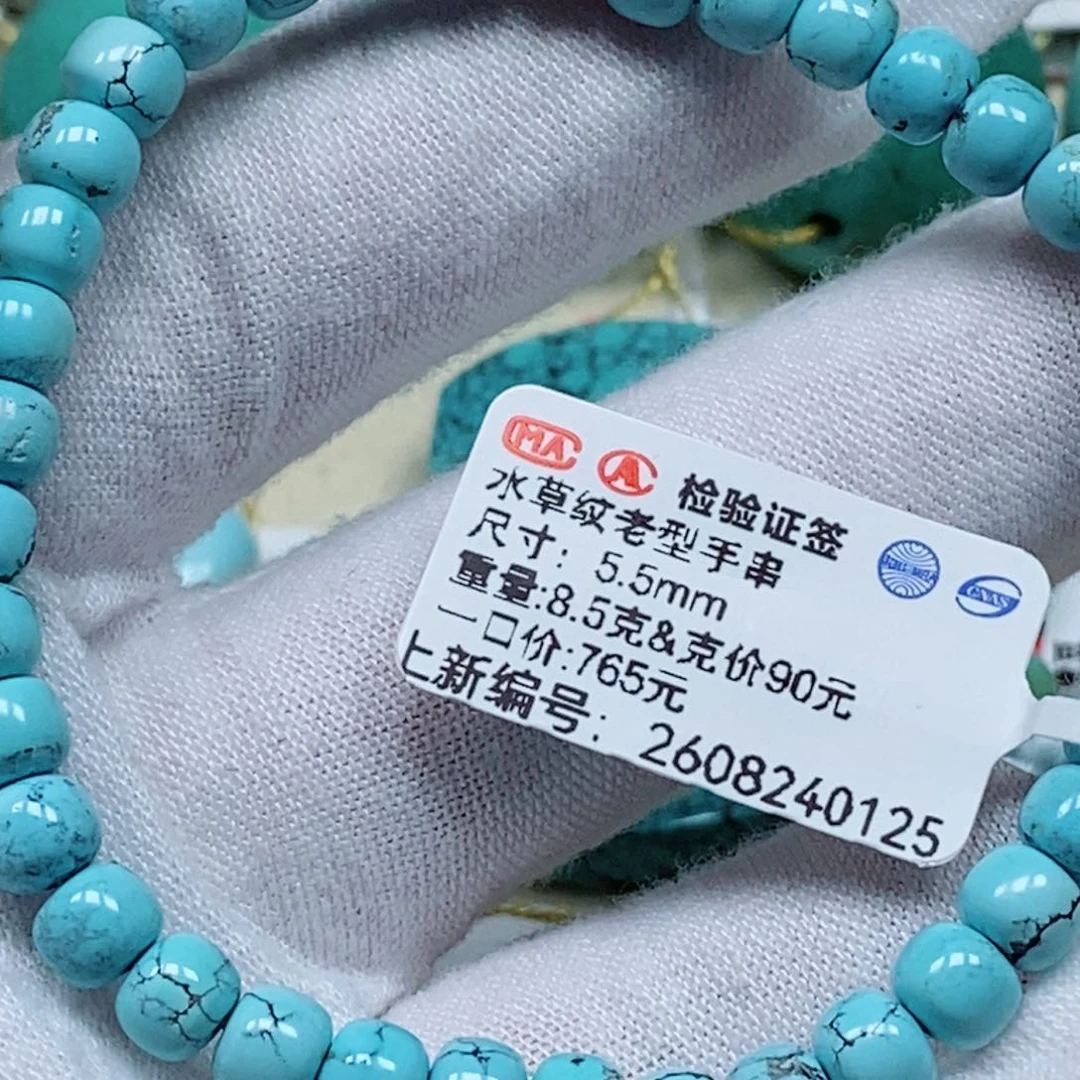 MA A 检验证签
水草纹老型手串
尺寸：5.5mm
重量:8.5克&克价90元
一口价:765元
上新编号：2608240125
CNAS